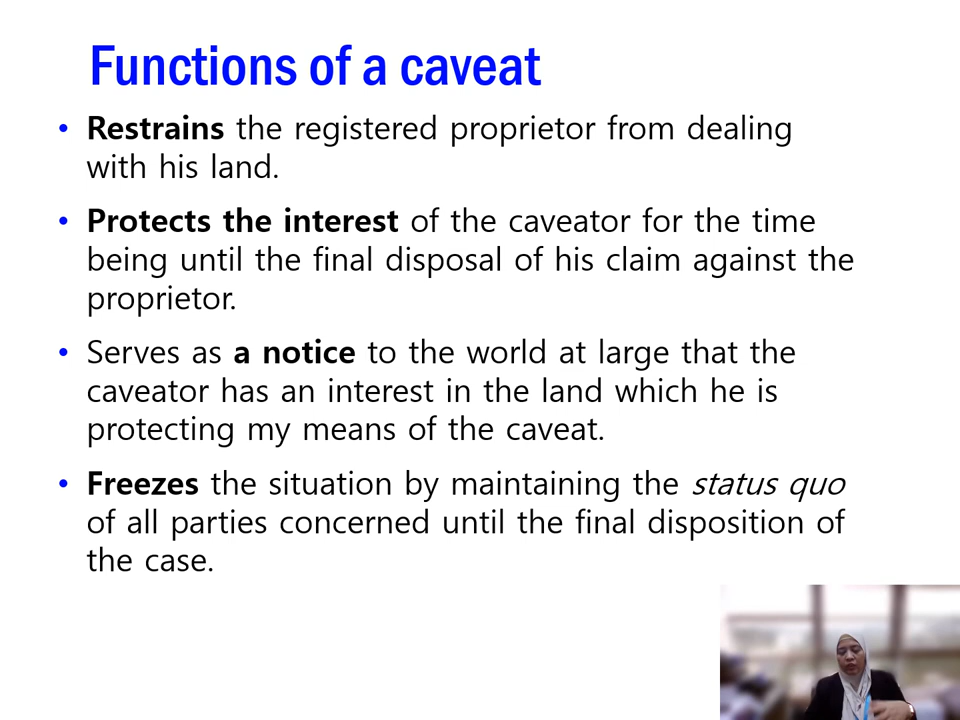 Functions of a caveat
• Restrains the registered proprietor from dealing
with his land.
• Protects the interest of the caveator for the time
being until the final disposal of his claim against the
proprietor.
• Serves as a notice to the world at large that the
caveator has an interest in the land which he is
protecting my means of the caveat.
• Freezes the situation by maintaining the status quo
of all parties concerned until the final disposition of
the case.